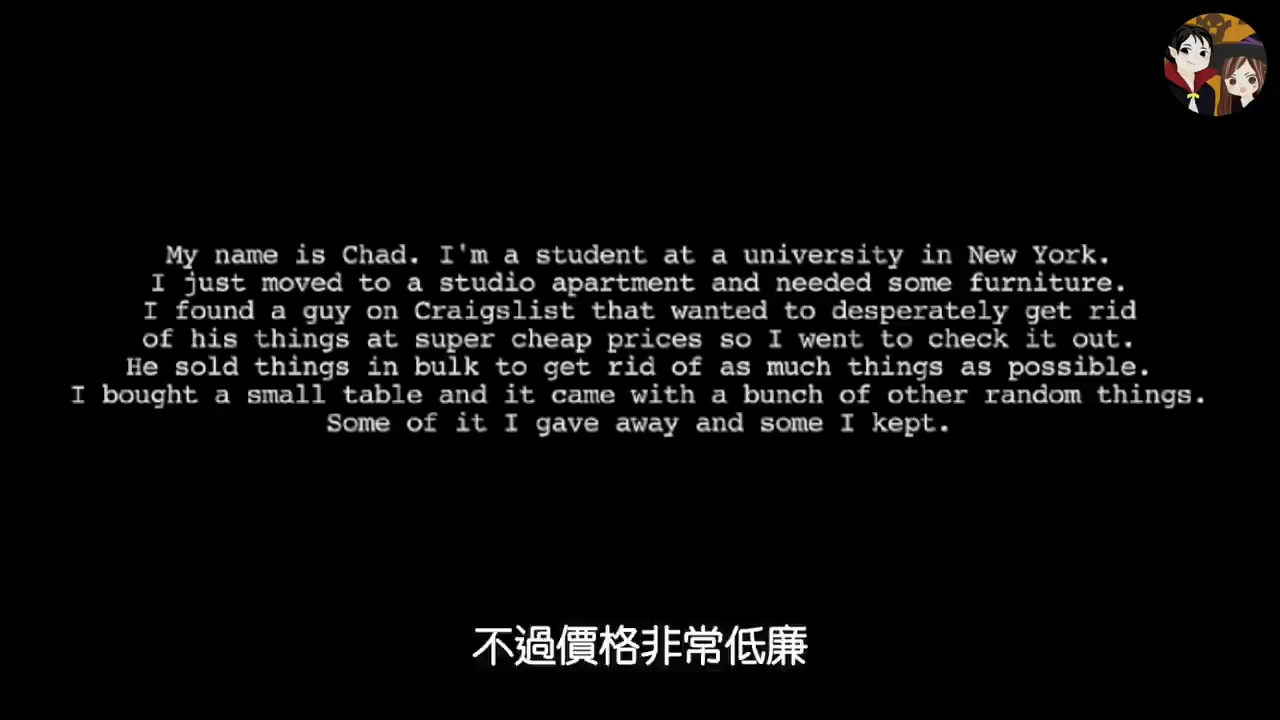 My name is Chad. I'm a student at a university in New York.
I just moved to a studio apartment and needed some furniture.
I found a guy on Craigslist that wanted to desperately get rid
of his things at super cheap prices so I went to check it out.
He sold things in bulk to get rid of as much things as possible.
I bought a small table and it came with a bunch of other random things.
Some of it I gave away and some I kept.
不過價格非常低廉